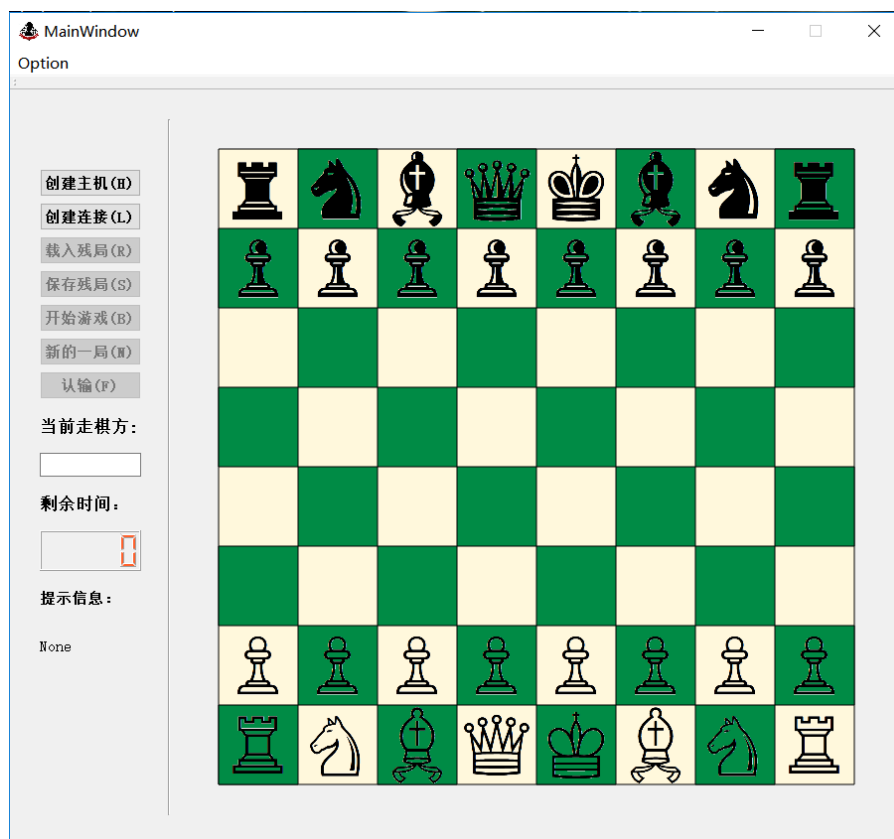 MainWindow
Option
创建主机(H)
创建连接(L)
载入残局(R)
保存残局(S)
开始游戏(B)
新的一局(N)
认输(F)
当前走棋方:
剩余时间:
0
提示信息:
None